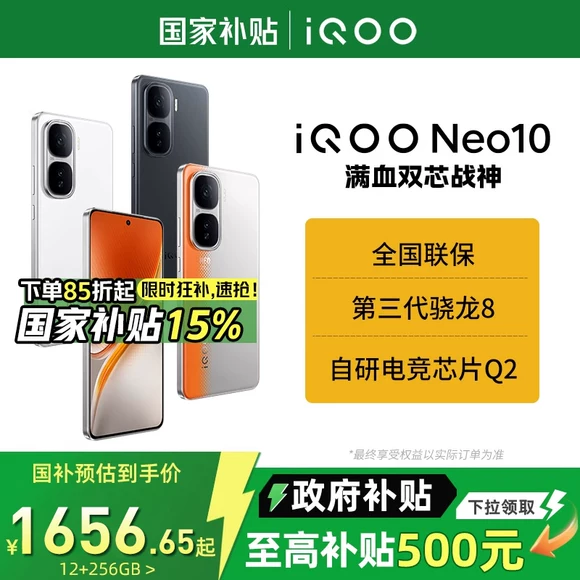 国家补贴 iQOO
iQOO Neo10
满血双芯战神
全国联保
第三代骁龙8
自研电竞芯片Q2
下单85折起 限时狂补,速抢!
国家补贴15%
NEO
iQOO
*最终享受权益以实际订单为准
国补预估到手价
¥1656.65起
12+256GB >
政府补贴 下拉领取
至高补贴500元